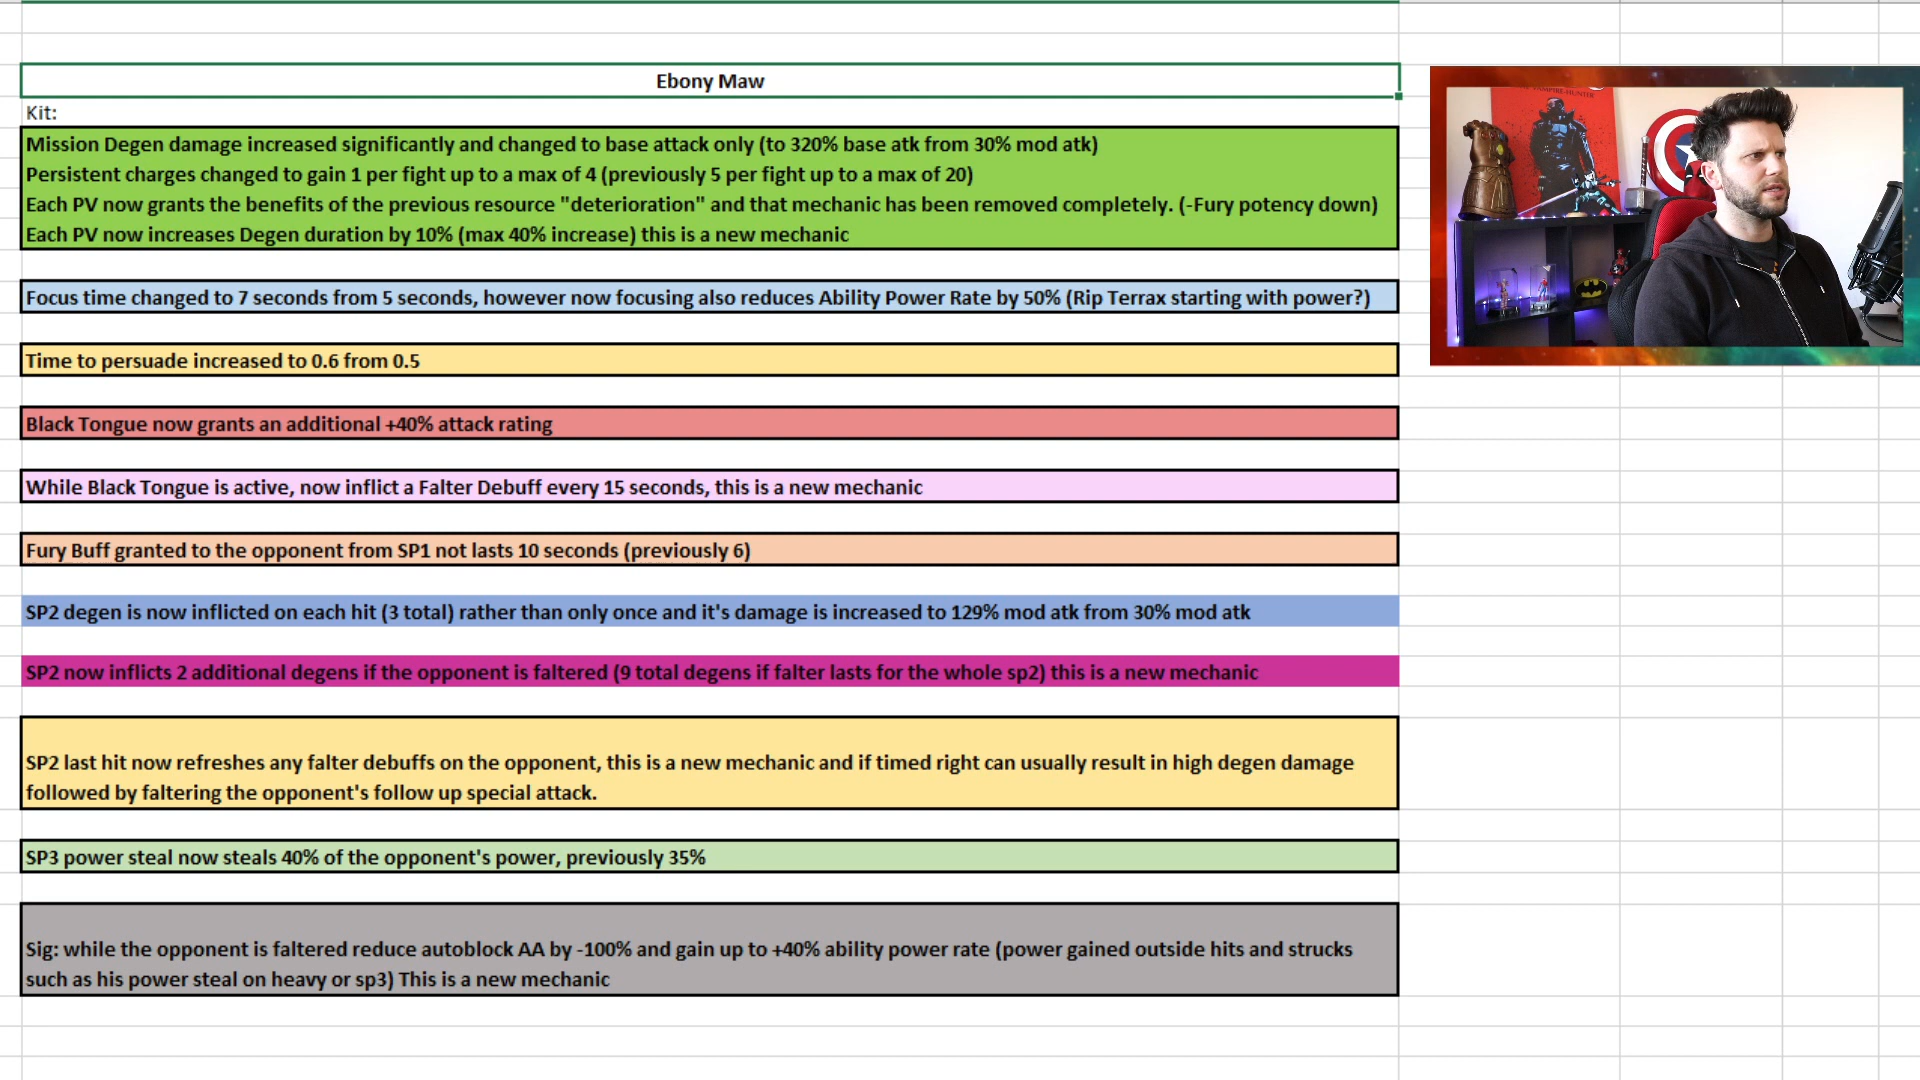 Ebony Maw
Kit:
Mission Degen damage increased significantly and changed to base attack only (to 320% base atk from 30% mod atk)
Persistent charges changed to gain 1 per fight up to a max of 4 (previously 5 per fight up to a max of 20)
Each PV now grants the benefits of the previous resource "deterioration" and that mechanic has been removed completely. (-Fury potency down)
Each PV now increases Degen duration by 10% (max 40% increase) this is a new mechanic
Focus time changed to 7 seconds from 5 seconds, however now focusing also reduces Ability Power Rate by 50% (Rip Terrax starting with power?)
Time to persuade increased to 0.6 from 0.5
Black Tongue now grants an additional +40% attack rating
While Black Tongue is active, now inflict a Falter Debuff every 15 seconds, this is a new mechanic
Fury Buff granted to the opponent from SP1 not lasts 10 seconds (previously 6)
SP2 degen is now inflicted on each hit (3 total) rather than only once and it's damage is increased to 129% mod atk from 30% mod atk
SP2 now inflicts 2 additional degens if the opponent is faltered (9 total degens if falter lasts for the whole sp2) this is a new mechanic
SP2 last hit now refreshes any falter debuffs on the opponent, this is a new mechanic and if timed right can usually result in high degen damage
followed by faltering the opponent's follow up special attack.
SP3 power steal now steals 40% of the opponent's power, previously 35%
Sig: while the opponent is faltered reduce autoblock AA by -100% and gain up to +40% ability power rate (power gained outside hits and strucks
such as his power steal on heavy or sp3) This is a new mechanic
VAMPIRE HUNTER